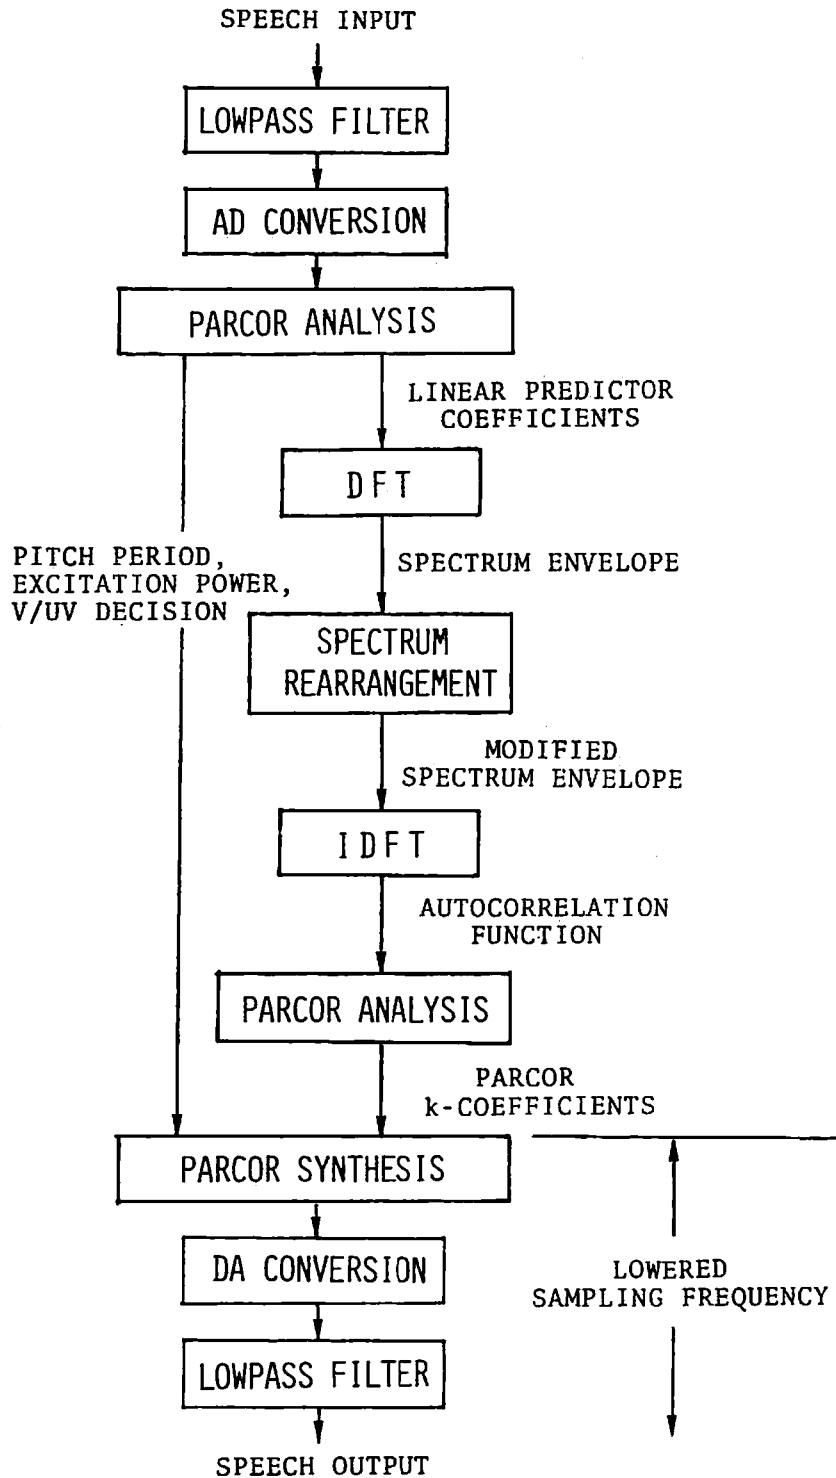 SPEECH INPUT
LOWPASS FILTER
AD CONVERSION
PARCOR ANALYSIS
LINEAR PREDICTOR
COEFFICIENTS
DFT
PITCH PERIOD,
EXCITATION POWER,
V/UV DECISION
SPECTRUM ENVELOPE
SPECTRUM
REARRANGEMENT
MODIFIED
SPECTRUM ENVELOPE
IDFT
AUTOCORRELATION
FUNCTION
PARCOR ANALYSIS
PARCOR
k-COEFFICIENTS
PARCOR SYNTHESIS
DA CONVERSION
LOWERED
SAMPLING FREQUENCY
LOWPASS FILTER
SPEECH OUTPUT